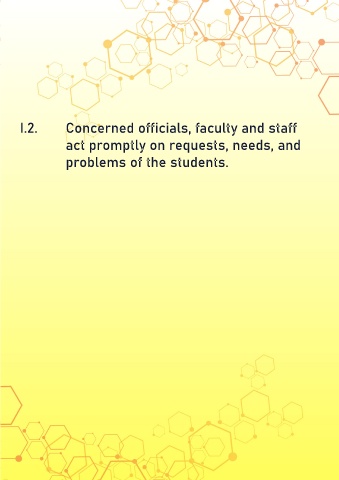 I.2. Concerned officials, faculty and staff
act promptly on requests, needs, and
problems of the students.